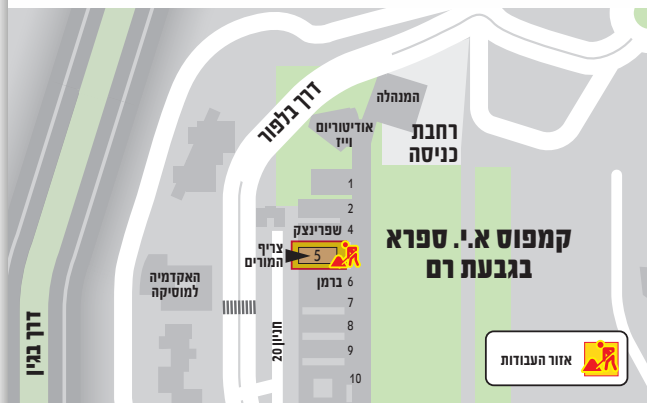 דרך בלפור
המנהלה
אודיטוריום
וייז
רחבת
כניסה
1
2
שפרינצק 4
צריף
המורים
5
ברמן 6
7
8
9
10
קמפוס א.י. ספרא
בגבעת רם
האקדמיה
למוסיקה
חניון 20
דרך בגין
אזור העבודות